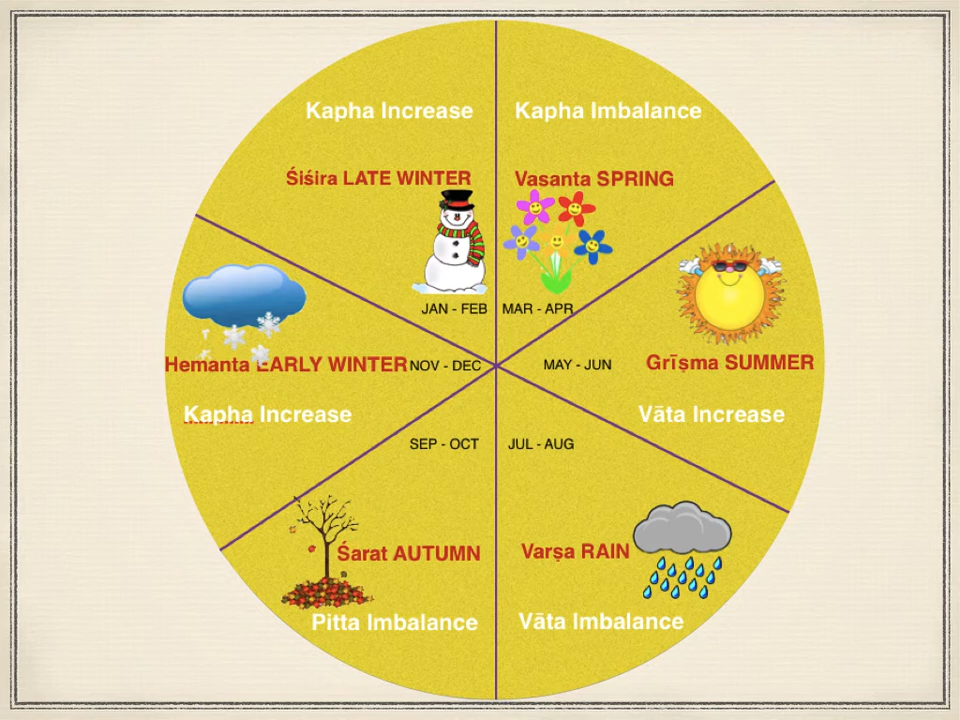 Kapha Increase
Kapha Imbalance
Śiśira LATE WINTER
Vasanta SPRING
JAN - FEB
MAR - APR
Hemanta EARLY WINTER
NOV - DEC
MAY - JUN
Grīṣma SUMMER
Kapha Increase
Vāta Increase
SEP - OCT
JUL - AUG
Śarat AUTUMN
Varṣa RAIN
Pitta Imbalance
Vāta Imbalance